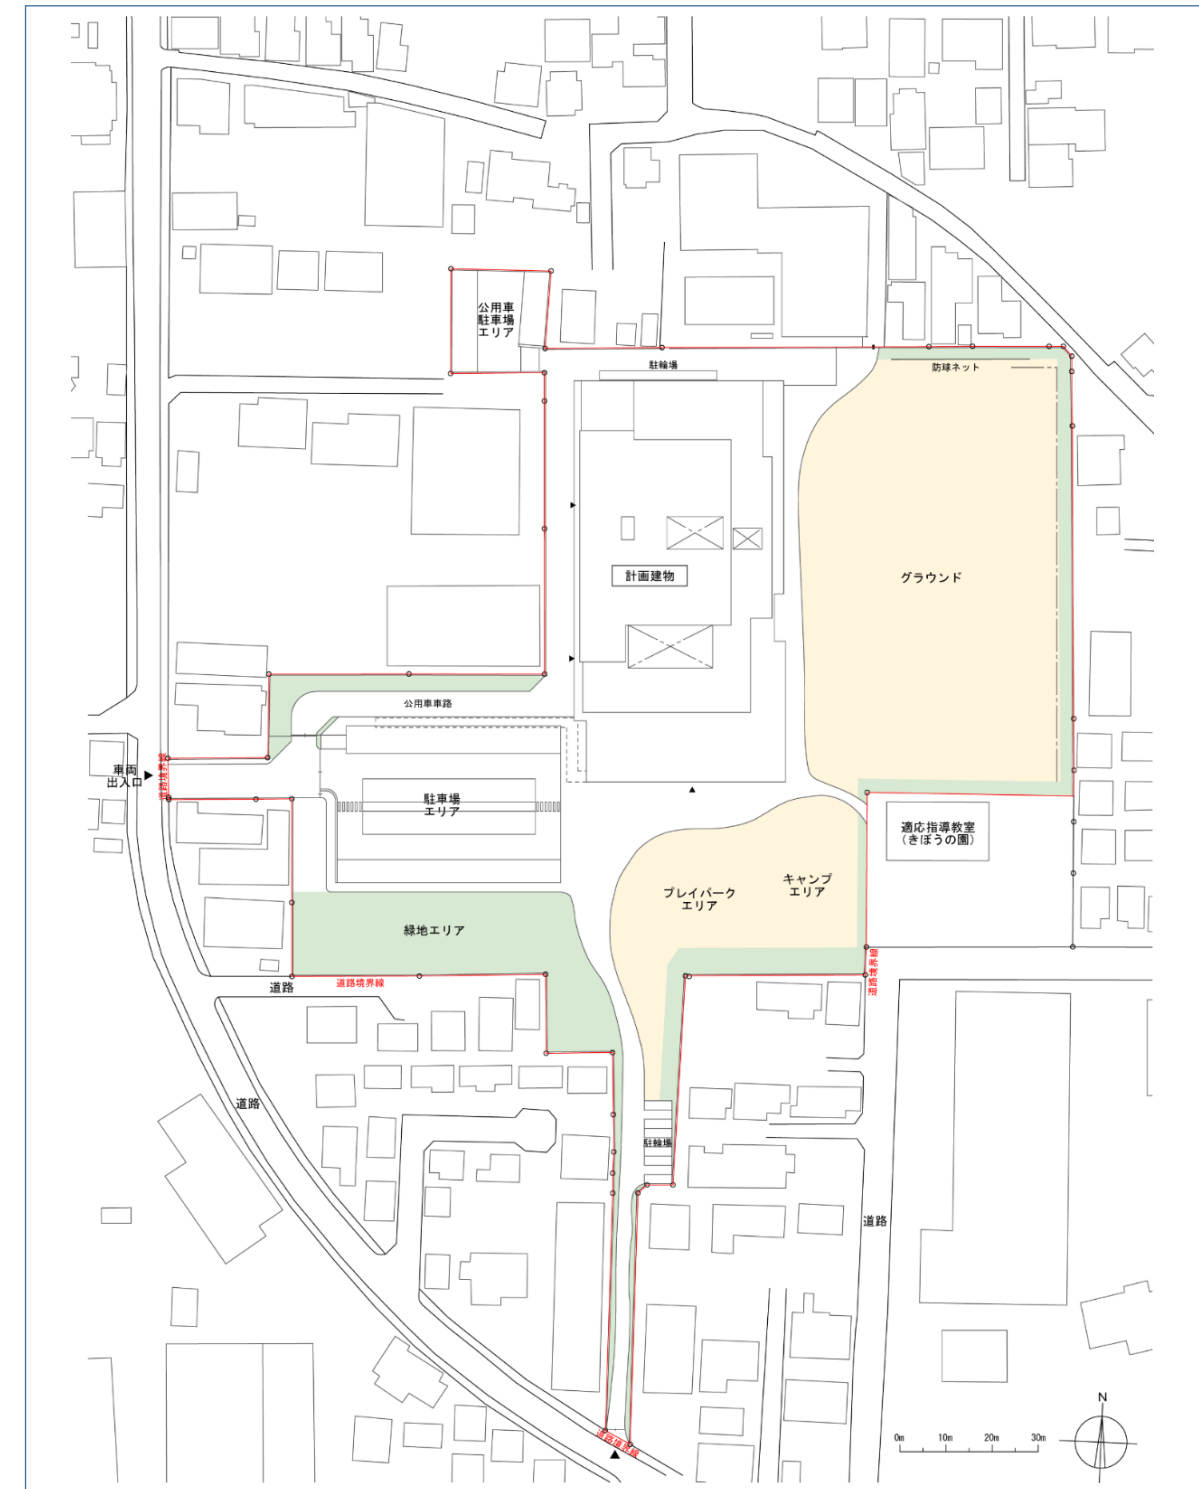 公用車
駐車場
エリア
駐輪場
防球ネット
計画建物
グラウンド
公用車車路
道路境界線
車両
出入口
駐車場
エリア
適応指導教室
(きぼうの園)
プレイパーク
エリア
キャンプ
エリア
緑地エリア
道路境界線
道路
道路境界線
道路
駐輪場
道路
道路境界線
N
0m 10m 20m 30m